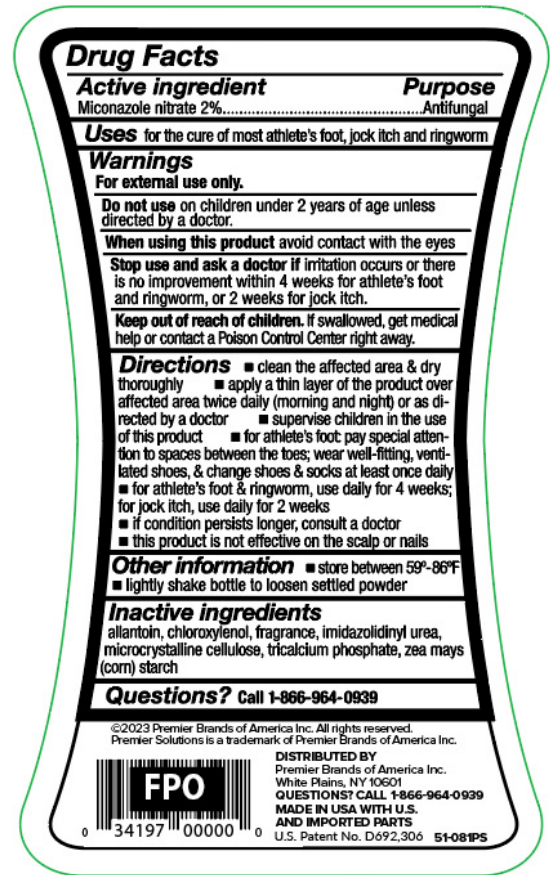 Drug Facts
Active ingredient Purpose
Miconazole nitrate 2%......................................................Antifungal
Uses for the cure of most athlete's foot, jock itch and ringworm
Warnings
For external use only.
Do not use on children under 2 years of age unless
directed by a doctor.
When using this product avoid contact with the eyes
Stop use and ask a doctor if irritation occurs or there
is no improvement within 4 weeks for athlete's foot
and ringworm, or 2 weeks for jock itch.
Keep out of reach of children. If swallowed, get medical
help or contact a Poison Control Center right away.
Directions ■ clean the affected area & dry
thoroughly ■ apply a thin layer of the product over
affected area twice daily (morning and night) or as di-
rected by a doctor ■ supervise children in the use
of this product ■ for athlete's foot: pay special atten-
tion to spaces between the toes; wear well-fitting, venti-
lated shoes, & change shoes & socks at least once daily
■ for athlete's foot & ringworm, use daily for 4 weeks;
for jock itch, use daily for 2 weeks
■ if condition persists longer, consult a doctor
■ this product is not effective on the scalp or nails
Other information ■ store between 59º-86ºF
■ lightly shake bottle to loosen settled powder
Inactive ingredients
allantoin, chloroxylenol, fragrance, imidazolidinyl urea,
microcrystalline cellulose, tricalcium phosphate, zea mays
(corn) starch
Questions? Call 1-866-964-0939
©2023 Premier Brands of America Inc. All rights reserved.
Premier Solutions is a trademark of Premier Brands of America Inc.
FPO
0 34197 00000 0
DISTRIBUTED BY
Premier Brands of America Inc.
White Plains, NY 10601
QUESTIONS? CALL 1-866-964-0939
MADE IN USA WITH U.S.
AND IMPORTED PARTS
U.S. Patent No. D692,306 51-081PS